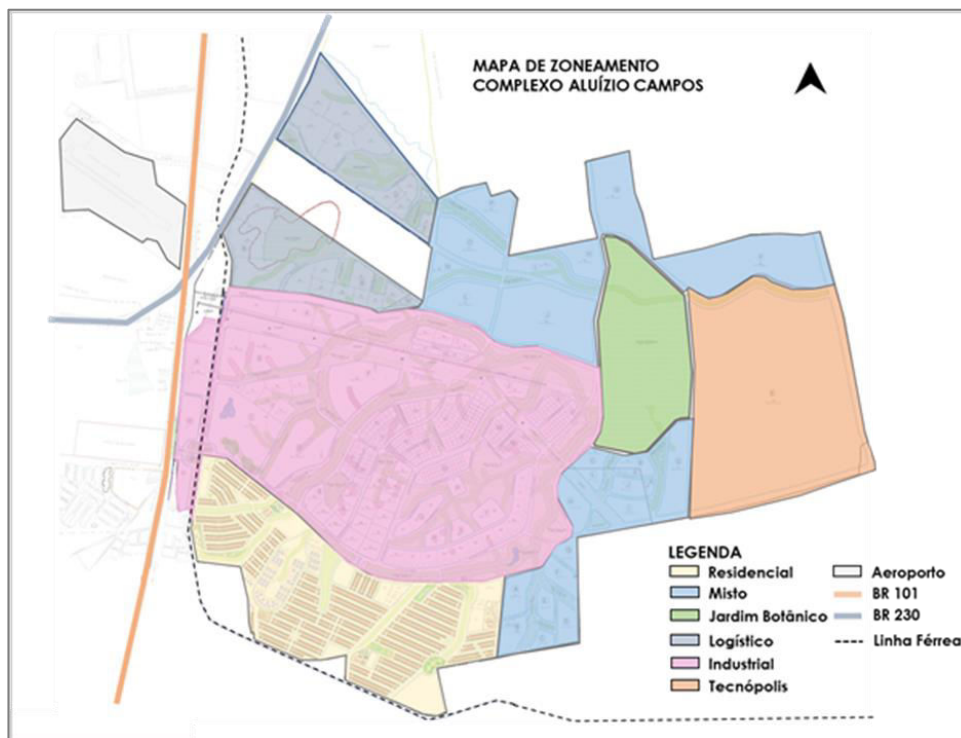 MAPA DE ZONEAMENTO
COMPLEXO ALUÍZIO CAMPOS
LEGENDA
Residencial
Misto
Jardim Botânico
Logístico
Industrial
Tecnópolis
Aeroporto
BR 101
BR 230
Linha Férrea